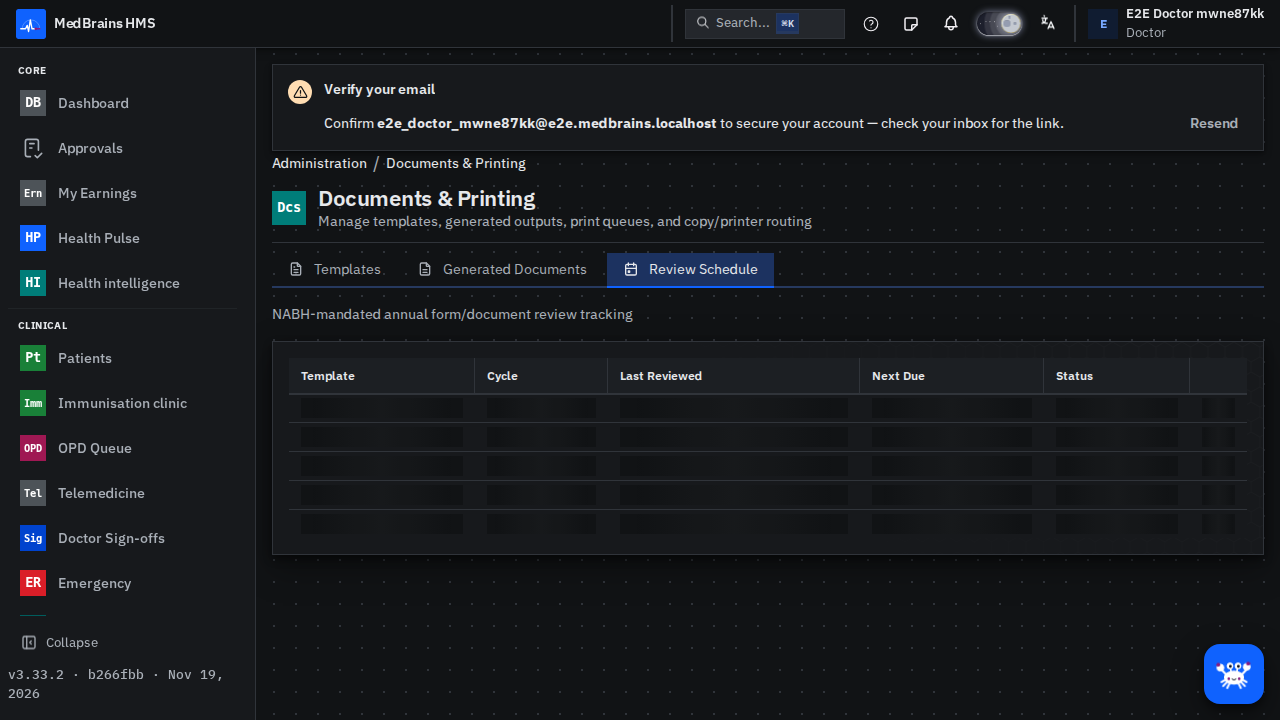 MedBrains HMS
Search...
⌘K
E
E2E Doctor mwne87kk
Doctor
CORE
DB Dashboard
Approvals
Ern My Earnings
HP Health Pulse
HI Health intelligence
CLINICAL
Pt Patients
Imm Immunisation clinic
OPD OPD Queue
Tel Telemedicine
Sig Doctor Sign-offs
ER Emergency
Collapse
v3.33.2 · b266fbb · Nov 19,
2026
Verify your email
Confirm e2e_doctor_mwne87kk@e2e.medbrains.localhost to secure your account — check your inbox for the link.
Resend
Administration / Documents & Printing
Dcs
Documents & Printing
Manage templates, generated outputs, print queues, and copy/printer routing
Templates Generated Documents Review Schedule
NABH-mandated annual form/document review tracking
Template Cycle Last Reviewed Next Due Status